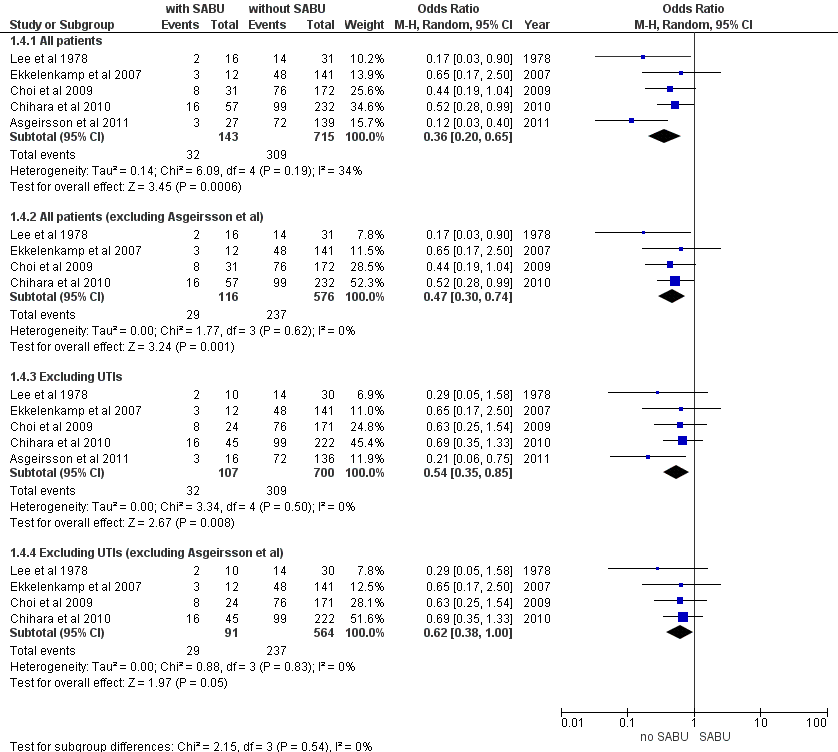 with SABU without SABU Odds Ratio Odds Ratio
Study or Subgroup Events Total Events Total Weight M-H, Random, 95% CI Year M-H, Random, 95% CI
1.4.1 All patients
Lee et al 1978 2 16 14 31 10.2% 0.17 [0.03, 0.90] 1978
Ekkelenkamp et al 2007 3 12 48 141 13.9% 0.65 [0.17, 2.50] 2007
Choi et al 2009 8 31 76 172 25.6% 0.44 [0.19, 1.04] 2009
Chihara et al 2010 16 57 99 232 34.6% 0.52 [0.28, 0.99] 2010
Asgeirsson et al 2011 3 27 72 139 15.7% 0.12 [0.03, 0.40] 2011
Subtotal (95% CI) 143 715 100.0% 0.36 [0.20, 0.65]
Total events 32 309
Heterogeneity: Tau² = 0.14; Chi² = 6.09, df = 4 (P = 0.19); I² = 34%
Test for overall effect: Z = 3.45 (P = 0.0006)
1.4.2 All patients (excluding Asgeirsson et al)
Lee et al 1978 2 16 14 31 7.8% 0.17 [0.03, 0.90] 1978
Ekkelenkamp et al 2007 3 12 48 141 11.5% 0.65 [0.17, 2.50] 2007
Choi et al 2009 8 31 76 172 28.4% 0.44 [0.19, 1.04] 2009
Chihara et al 2010 16 57 99 232 52.3% 0.52 [0.28, 0.99] 2010
Subtotal (95% CI) 116 576 100.0% 0.47 [0.30, 0.74]
Total events 29 237
Heterogeneity: Tau² = 0.00; Chi² = 1.77, df = 3 (P = 0.62); I² = 0%
Test for overall effect: Z = 3.24 (P = 0.001)
1.4.3 Excluding UTIs
Lee et al 1978 2 10 14 30 6.9% 0.29 [0.05, 1.58] 1978
Ekkelenkamp et al 2007 3 12 48 141 11.0% 0.65 [0.17, 2.50] 2007
Choi et al 2009 8 24 76 171 24.8% 0.63 [0.25, 1.54] 2009
Chihara et al 2010 16 45 99 222 45.4% 0.69 [0.35, 1.33] 2010
Asgeirsson et al 2011 3 16 72 136 11.9% 0.21 [0.06, 0.75] 2011
Subtotal (95% CI) 107 700 100.0% 0.54 [0.35, 0.85]
Total events 32 309
Heterogeneity: Tau² = 0.00; Chi² = 3.34, df = 4 (P = 0.50); I² = 0%
Test for overall effect: Z = 2.67 (P = 0.008)
1.4.4 Excluding UTIs (excluding Asgeirsson et al)
Lee et al 1978 2 10 14 30 7.8% 0.29 [0.05, 1.58] 1978
Ekkelenkamp et al 2007 3 12 48 141 12.5% 0.65 [0.17, 2.50] 2007
Choi et al 2009 8 24 76 171 28.1% 0.63 [0.25, 1.54] 2009
Chihara et al 2010 16 45 99 222 51.6% 0.69 [0.35, 1.33] 2010
Subtotal (95% CI) 91 564 100.0% 0.62 [0.38, 1.00]
Total events 29 237
Heterogeneity: Tau² = 0.00; Chi² = 0.88, df = 3 (P = 0.83); I² = 0%
Test for overall effect: Z = 1.97 (P = 0.05)
0.01 0.1 1 10 100
no SABU SABU
Test for subgroup differences: Chi² = 2.15, df = 3 (P = 0.54), I² = 0%